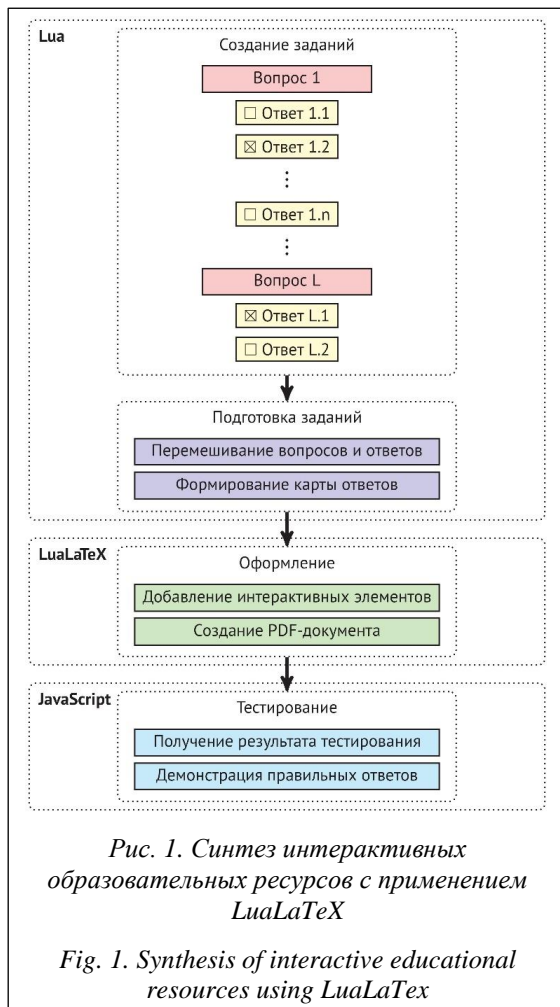 Lua
Создание заданий
Вопрос 1
☐ Ответ 1.1
☒ Ответ 1.2
⋮
☐ Ответ 1.n
⋮
Вопрос L
☒ Ответ L.1
☐ Ответ L.2
Подготовка заданий
Перемешивание вопросов и ответов
Формирование карты ответов
LuaLaTeX
Оформление
Добавление интерактивных элементов
Создание PDF-документа
JavaScript
Тестирование
Получение результата тестирования
Демонстрация правильных ответов
Рис. 1. Синтез интерактивных
образовательных ресурсов с применением
LuaLaTeX
Fig. 1. Synthesis of interactive educational
resources using LuaLaTex